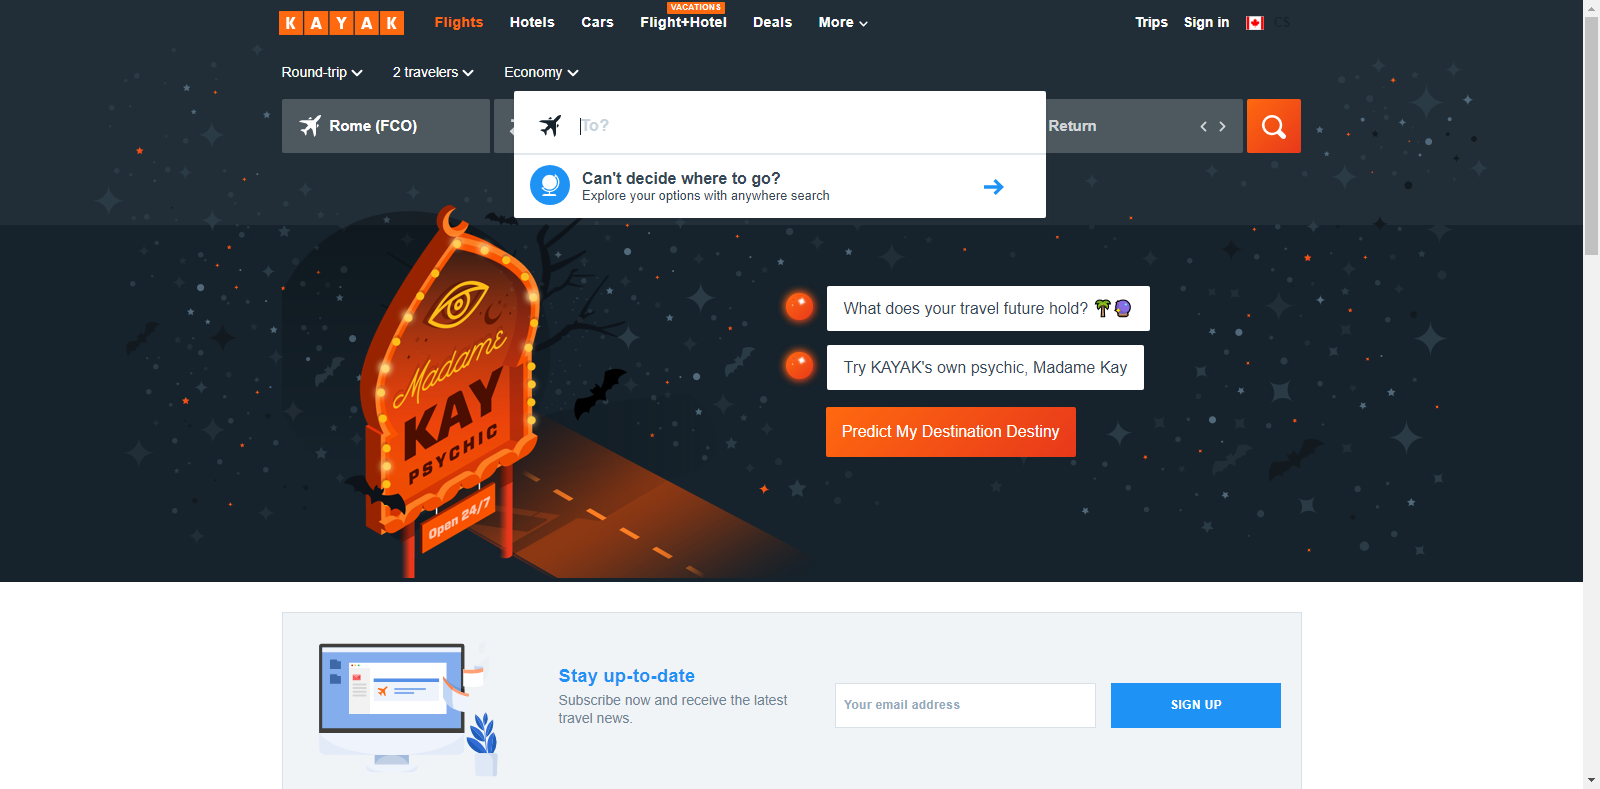 KAYAK
Flights
Hotels
Cars
VACATIONS
Flight+Hotel
Deals
More
Trips
Sign in
C$
Round-trip
2 travelers
Economy
Rome (FCO)
To?
Return
Can't decide where to go?
Explore your options with anywhere search
Madame
KAY
PSYCHIC
Open 24/7
What does your travel future hold? 🌴🔮
Try KAYAK's own psychic, Madame Kay
Predict My Destination Destiny
Stay up-to-date
Subscribe now and receive the latest
travel news.
Your email address
SIGN UP